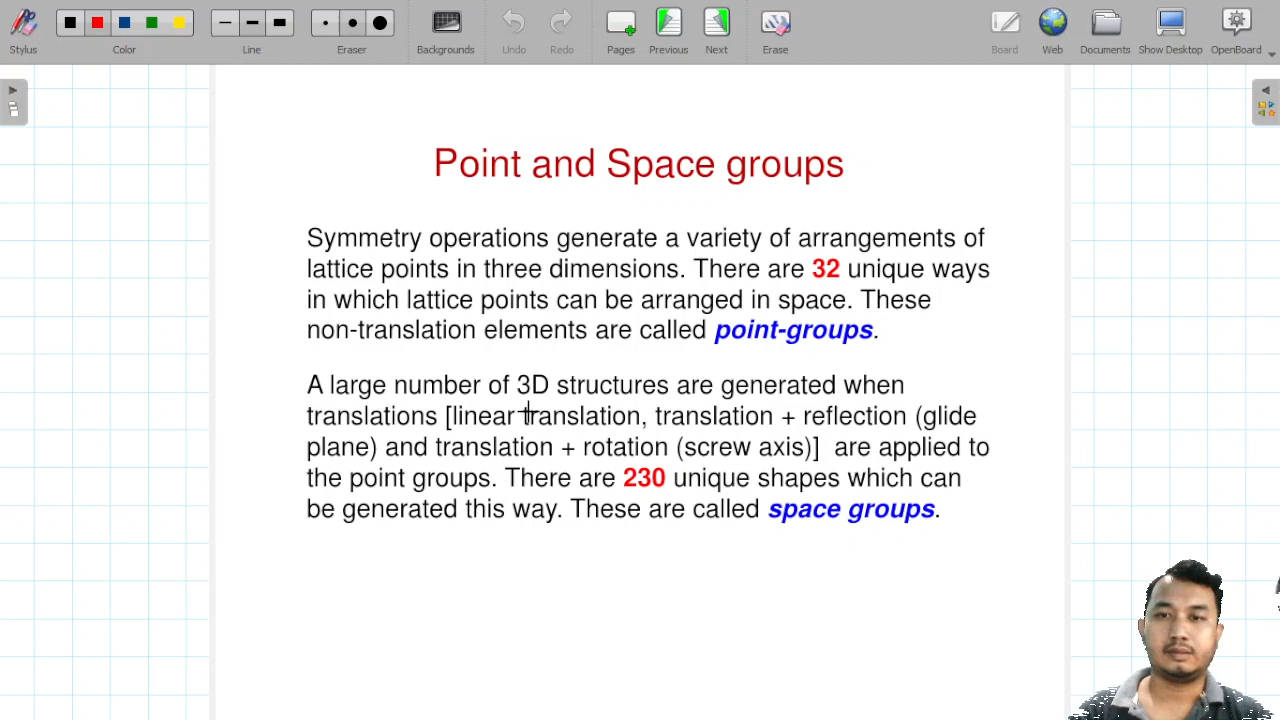 Stylus Color Line Eraser Backgrounds Undo Redo Pages Previous Next Erase Board Web Documents Show Desktop OpenBoard
Point and Space groups
Symmetry operations generate a variety of arrangements of
lattice points in three dimensions. There are 32 unique ways
in which lattice points can be arranged in space. These
non-translation elements are called point-groups.
A large number of 3D structures are generated when
translations [linear translation, translation + reflection (glide
plane) and translation + rotation (screw axis)] are applied to
the point groups. There are 230 unique shapes which can
be generated this way. These are called space groups.